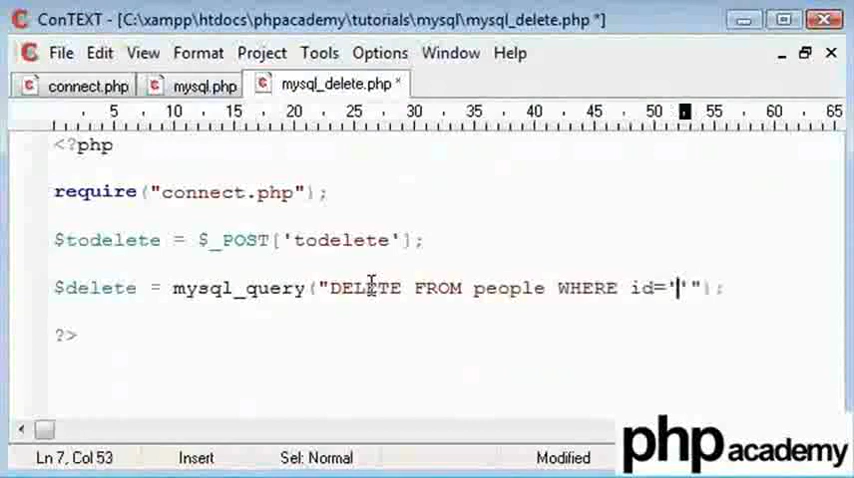 ConTEXT - [C:\xampp\htdocs\phpacademy\tutorials\mysql\mysql_delete.php *]
File Edit View Format Project Tools Options Window Help
connect.php mysql.php mysql_delete.php *
5 10 15 20 25 30 35 40 45 50 55 60 65
<?php
require("connect.php");
$todelete = $_POST['todelete'];
$delete = mysql_query("DELETE FROM people WHERE id=''");
?>
Ln 7, Col 53 Insert Sel: Normal Modified
php academy